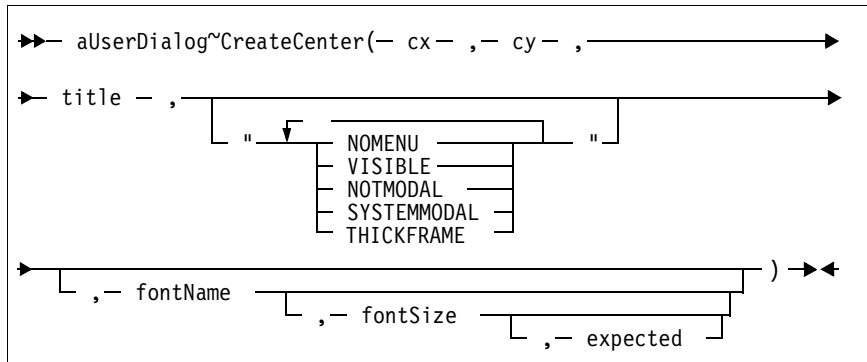 aUserDialog~CreateCenter( cx , cy ,
title ,
" NOMENU "
VISIBLE
NOTMODAL
SYSTEMMODAL
THICKFRAME
, fontName )
, fontSize
, expected